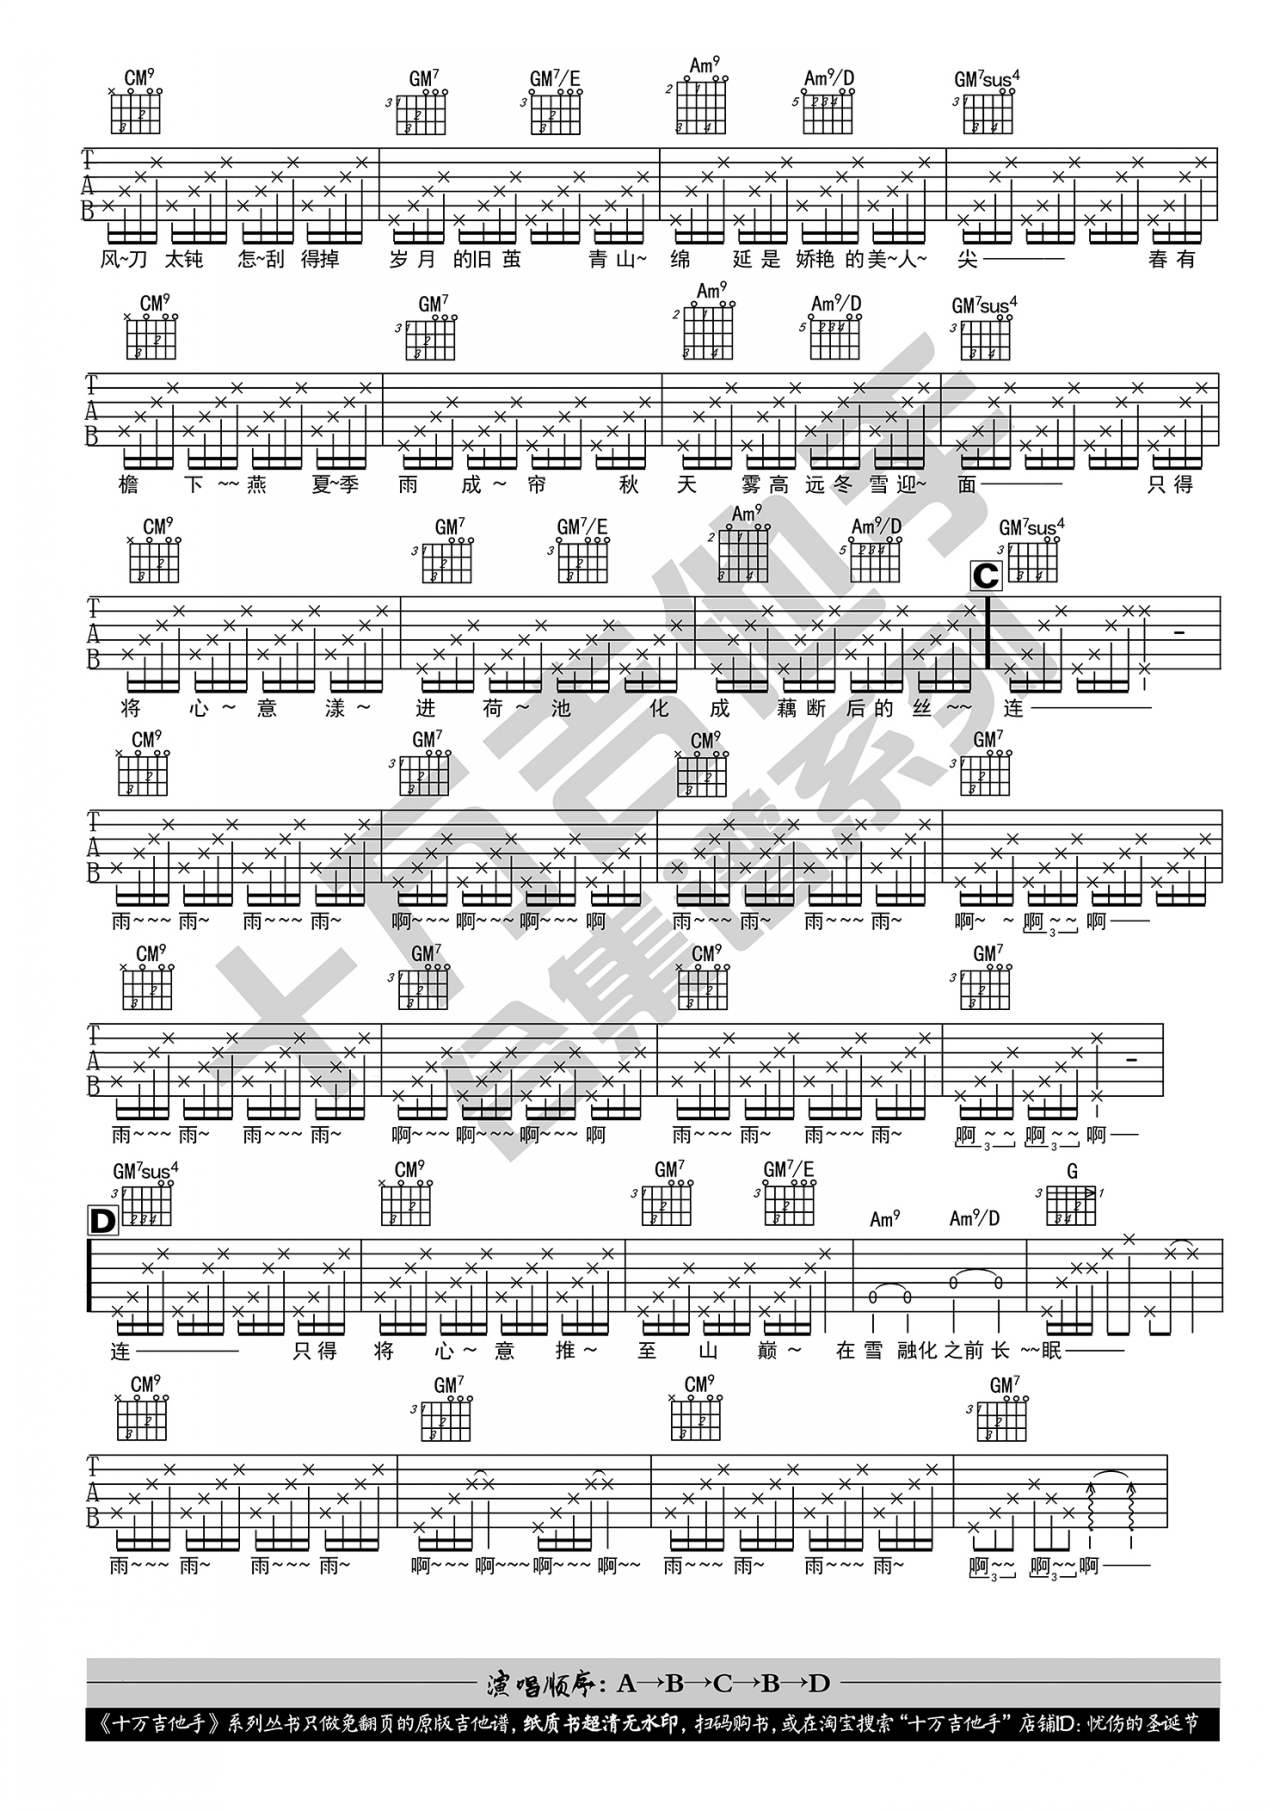 CM9 GM7 GM7/E Am9 Am9/D GM7sus4
风~刀 太钝 怎~刮 得掉 岁月 的旧茧 青山~ 绵 延是 娇艳的美~人~ 尖—— 春有
CM9 GM7 Am9 Am9/D GM7sus4
檐 下 ~~燕 夏~季 雨 成~ 帘 秋 天 雾高 远冬 雪迎~ 面—— 只得
CM9 GM7 GM7/E Am9 Am9/D C GM7sus4
将 心~意 漾~ 进 荷~池 化 成 藕断 后的 丝~~ 连——
CM9 GM7 CM9 GM7
雨~~~雨~ 雨~~~雨~ 啊~~~啊~~~啊~~~啊 雨~~~雨~ 雨~~~雨~ 啊~ ~啊~~啊——
3
CM9 GM7 CM9 GM7
雨~~~雨~ 雨~~~雨~ 啊~~~啊~~~啊~~~啊 雨~~~雨~ 雨~~~雨~ 啊~~啊~~啊——
3 3
D GM7sus4 CM9 GM7 GM7/E Am9 Am9/D G
连—— 只得 将 心~意 推~ 至 山 巅~ 在雪 融化 之前 长~~眠——
CM9 GM7 CM9 GM7
雨~~~雨~ 雨~~~雨~ 啊~~~啊~~~啊~~~啊~~ 雨~~~雨~ 雨~~~雨~ 啊~~ 啊~~啊——
3 3
十万吉他手
合集谱系列
演唱顺序：A→B→C→B→D
《十万吉他手》系列丛书只做免翻页的原版吉他谱，纸质书超清无水印，扫码购书，或在淘宝搜索“十万吉他手”店铺ID：忧伤的圣诞节